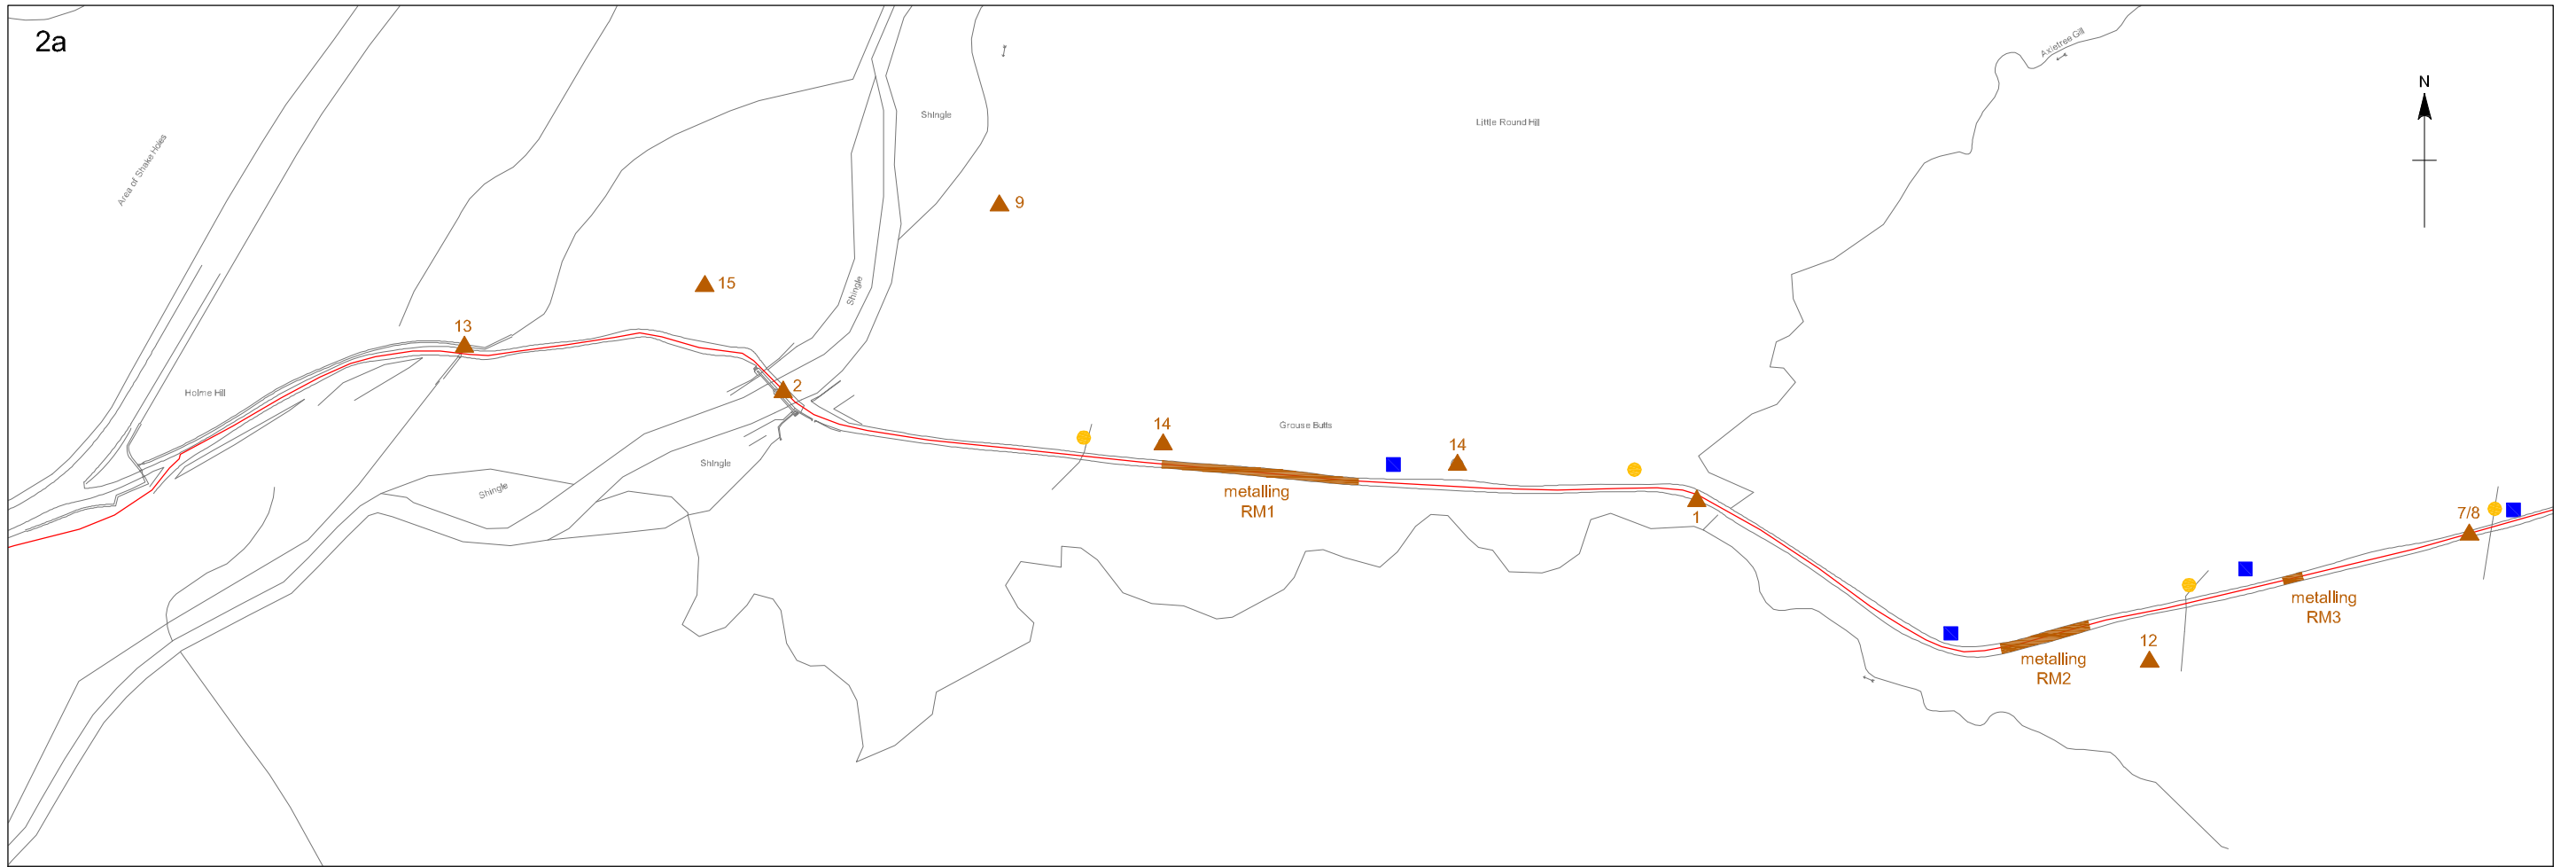 2a
Axletree Gill
N
Shingle
Little Round Hill
Area of Shake Holes
9
15
Shingle
13
Holme Hill
2
14
Grouse Butts
14
Shingle
Shingle
metalling
RM1
1
7/8
metalling
RM3
12
metalling
RM2